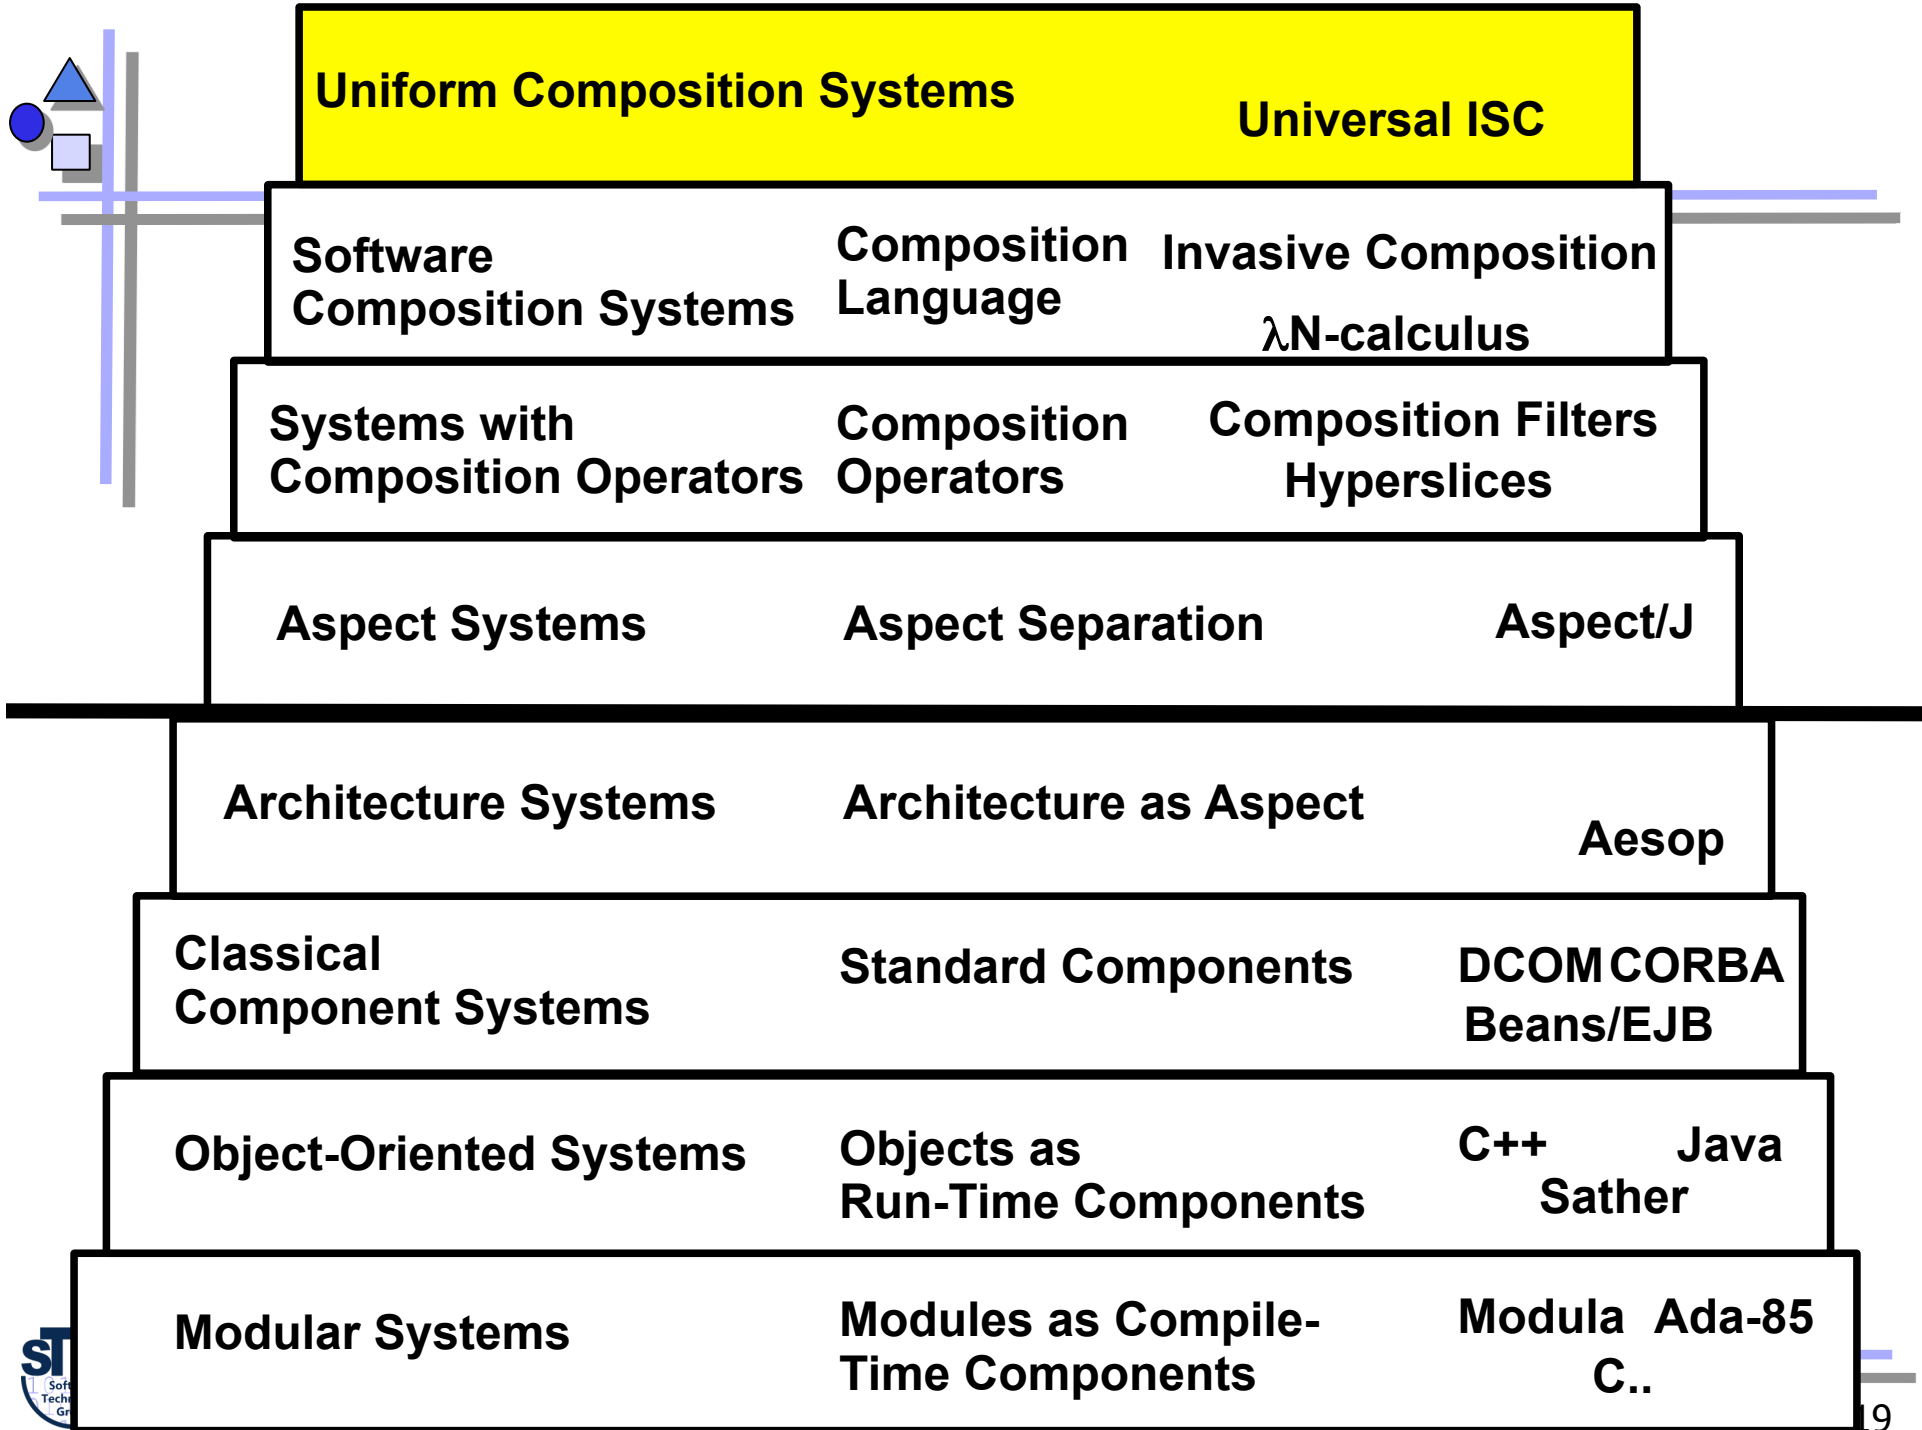 Uniform Composition Systems
Universal ISC
Software
Composition Systems
Composition
Language
Invasive Composition
λN-calculus
Systems with
Composition Operators
Composition
Operators
Composition Filters
Hyperslices
Aspect Systems
Aspect Separation
Aspect/J
Architecture Systems
Architecture as Aspect
Aesop
Classical
Component Systems
Standard Components
DCOM CORBA
Beans/EJB
Object-Oriented Systems
Objects as
Run-Time Components
C++ Java
Sather
Modular Systems
Modules as Compile-
Time Components
Modula Ada-85
C..
19